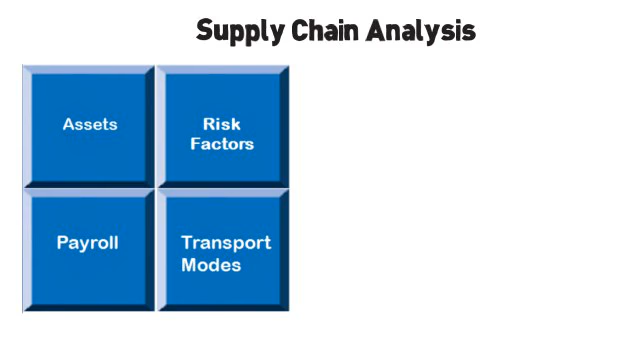 Supply Chain Analysis
Assets
Risk
Factors
Payroll
Transport
Modes